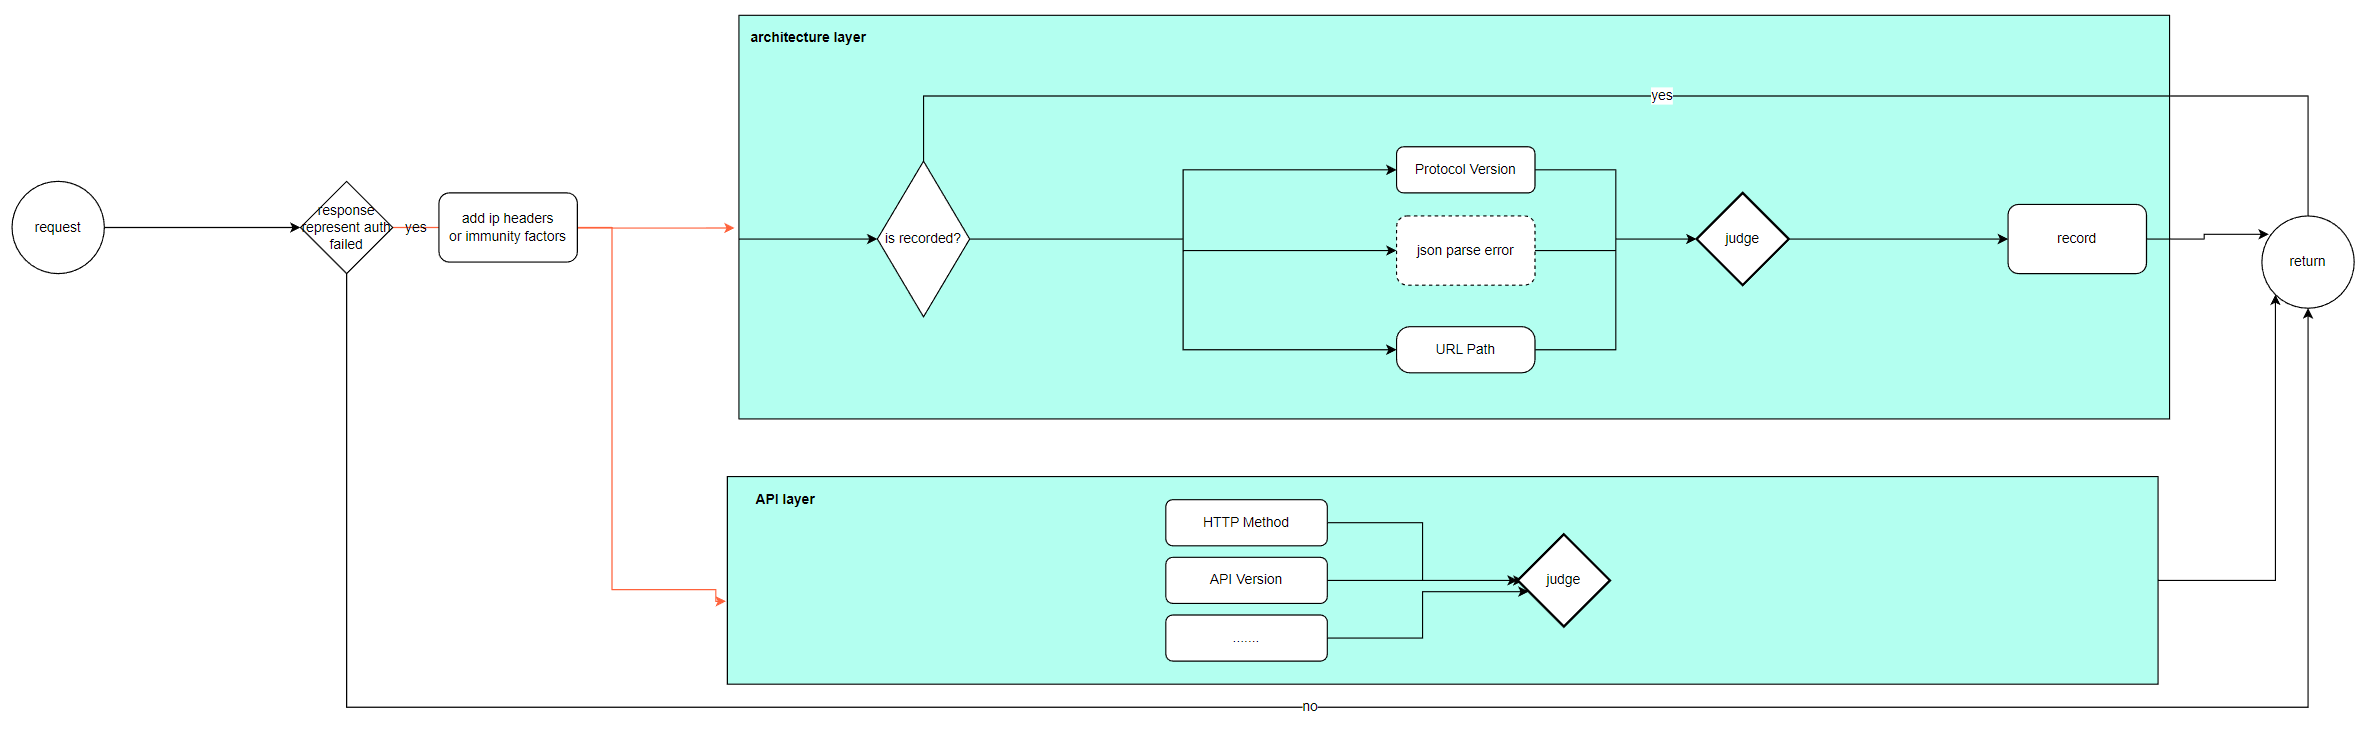 architecture layer
yes
request
response
represent auth
failed
yes
add ip headers
or immunity factors
is recorded?
Protocol Version
json parse error
URL Path
judge
record
return
API layer
HTTP Method
API Version
.......
judge
no